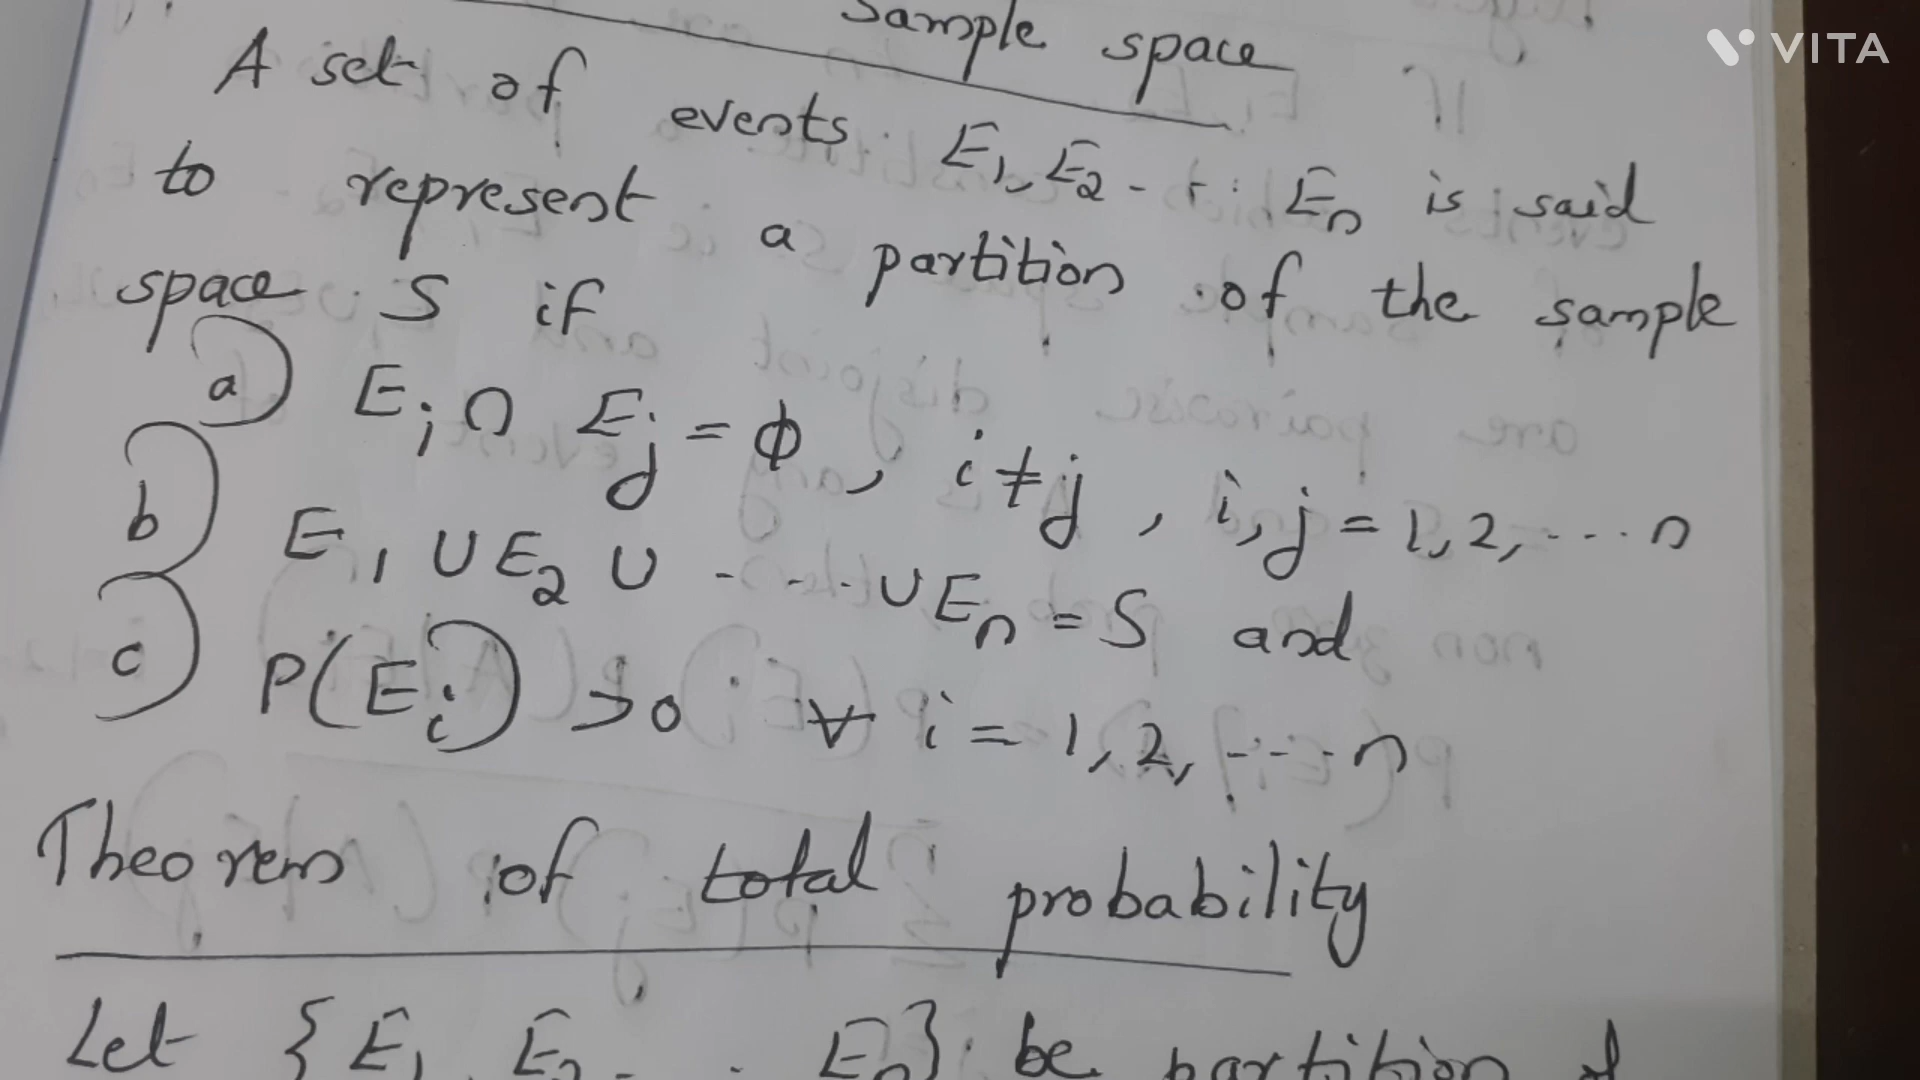 sample space
VITA
A set of events E₁, E₂ - - . Eₙ is said
to represent a partition of the sample
space S if
a) Eᵢ ∩ Eⱼ = ϕ, i ≠ j, i, j = 1, 2, .... n
b) E₁ ∪ E₂ ∪ - - . ∪ Eₙ = S and
c) P(Eᵢ) > 0 ∀ i = 1, 2, ---- n
Theorem of total probability
Let {E₁, E₂ - . Eₙ} be partition of